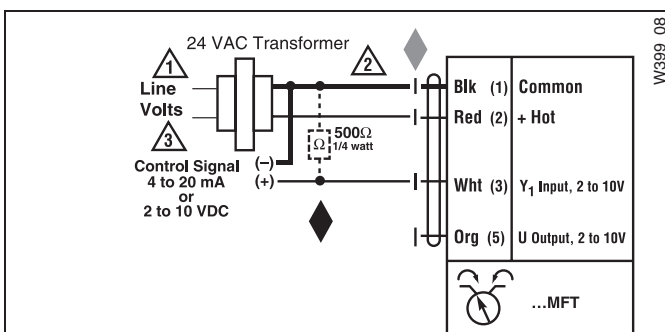 24 VAC Transformer
1
2
Line
Volts
3
Control Signal
4 to 20 mA
or
2 to 10 VDC
(–)
(+)
Ω
500Ω
1/4 watt
Blk (1) Common
Red (2) + Hot
Wht (3) Y1 Input, 2 to 10V
Org (5) U Output, 2 to 10V
...MFT
W399_08